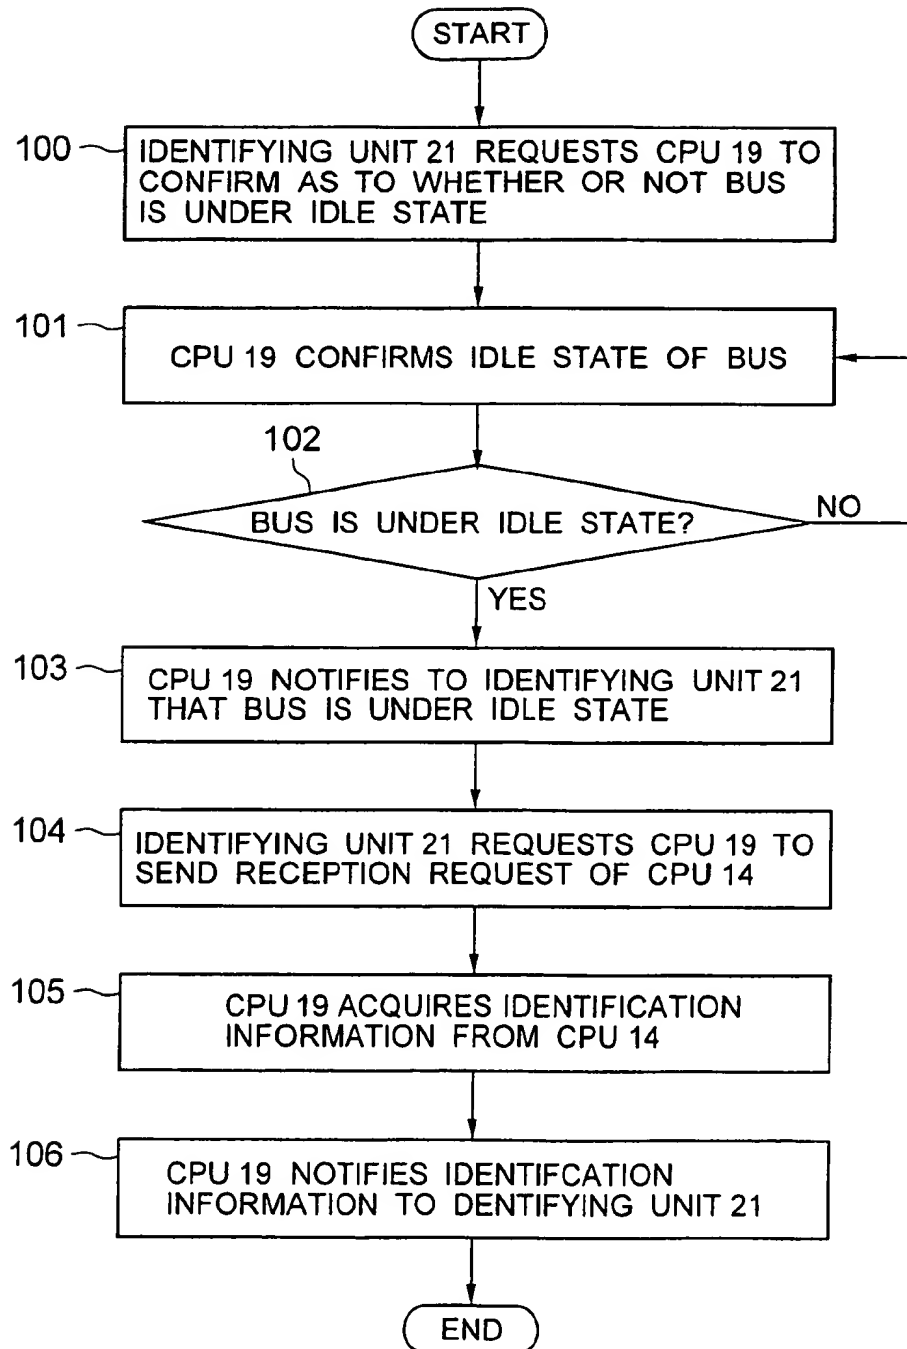 START
100
IDENTIFYING UNIT 21 REQUESTS CPU 19 TO
CONFIRM AS TO WHETHER OR NOT BUS
IS UNDER IDLE STATE
101
CPU 19 CONFIRMS IDLE STATE OF BUS
102
BUS IS UNDER IDLE STATE?
NO
YES
103
CPU 19 NOTIFIES TO IDENTIFYING UNIT 21
THAT BUS IS UNDER IDLE STATE
104
IDENTIFYING UNIT 21 REQUESTS CPU 19 TO
SEND RECEPTION REQUEST OF CPU 14
105
CPU 19 ACQUIRES IDENTIFICATION
INFORMATION FROM CPU 14
106
CPU 19 NOTIFIES IDENTIFCATION
INFORMATION TO DENTIFYING UNIT 21
END